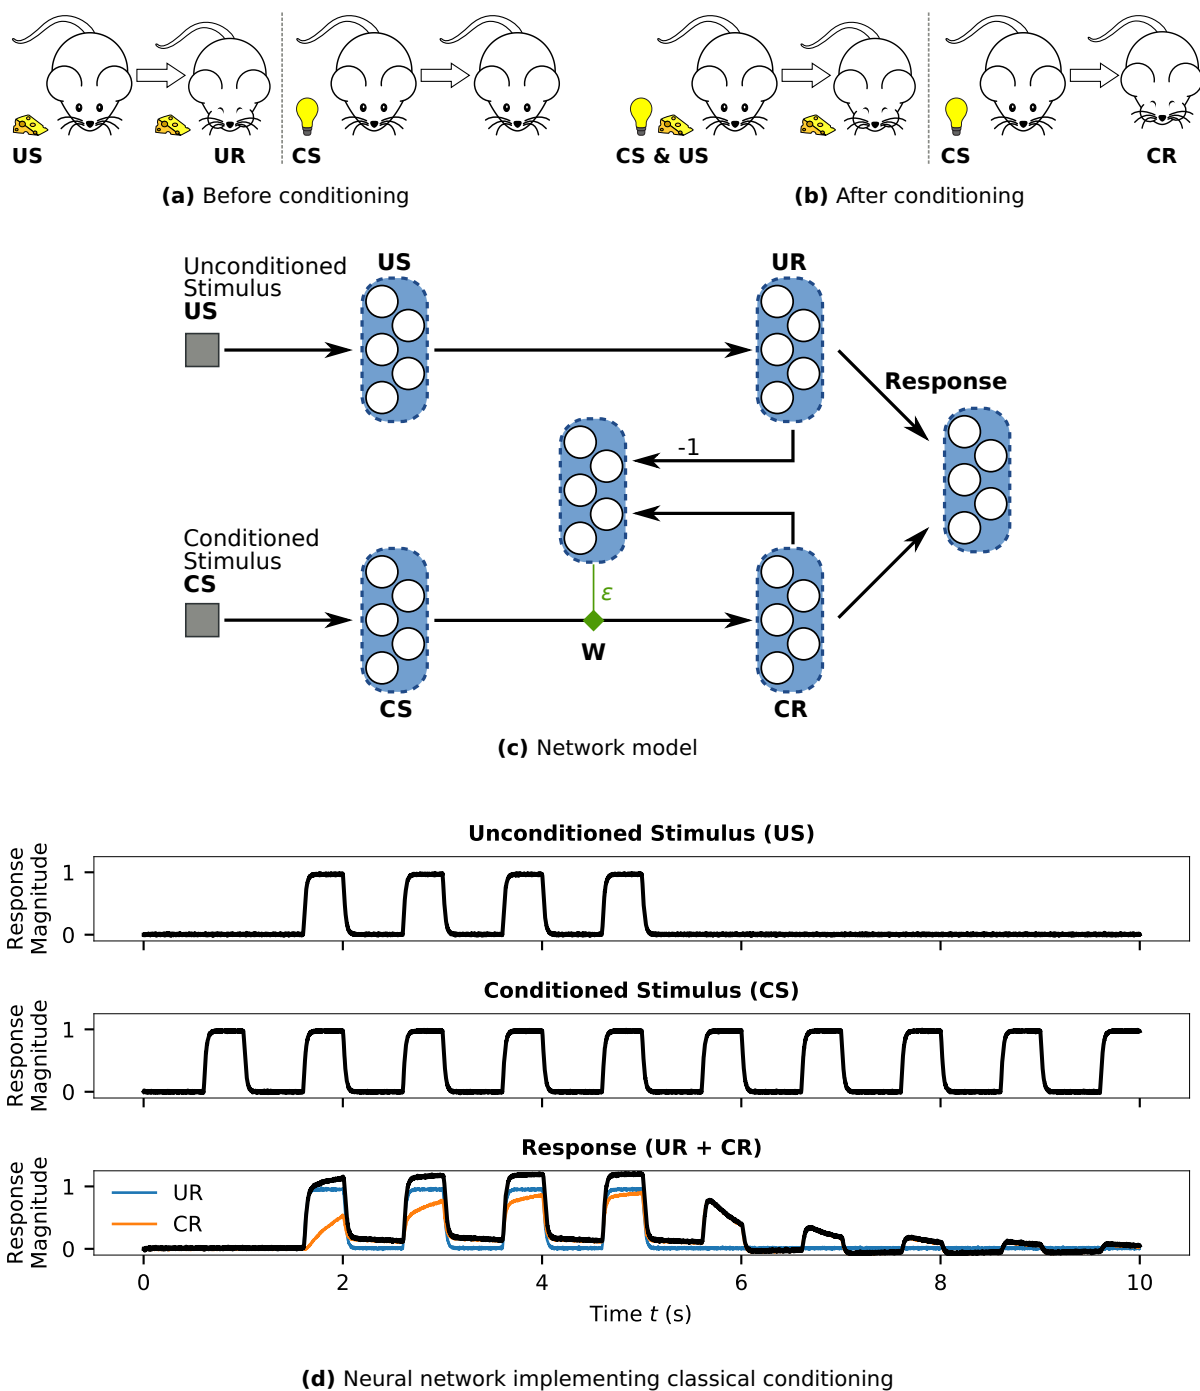 US
UR
CS
CS & US
CS
CR
(a) Before conditioning
(b) After conditioning
Unconditioned
Stimulus
US
US
UR
Response
-1
Conditioned
Stimulus
CS
ε
W
CS
CR
(c) Network model
Unconditioned Stimulus (US)
Response
Magnitude
1
0
Conditioned Stimulus (CS)
Response
Magnitude
1
0
Response (UR + CR)
Response
Magnitude
1
0
UR
CR
0 2 4 6 8 10
Time t (s)
(d) Neural network implementing classical conditioning